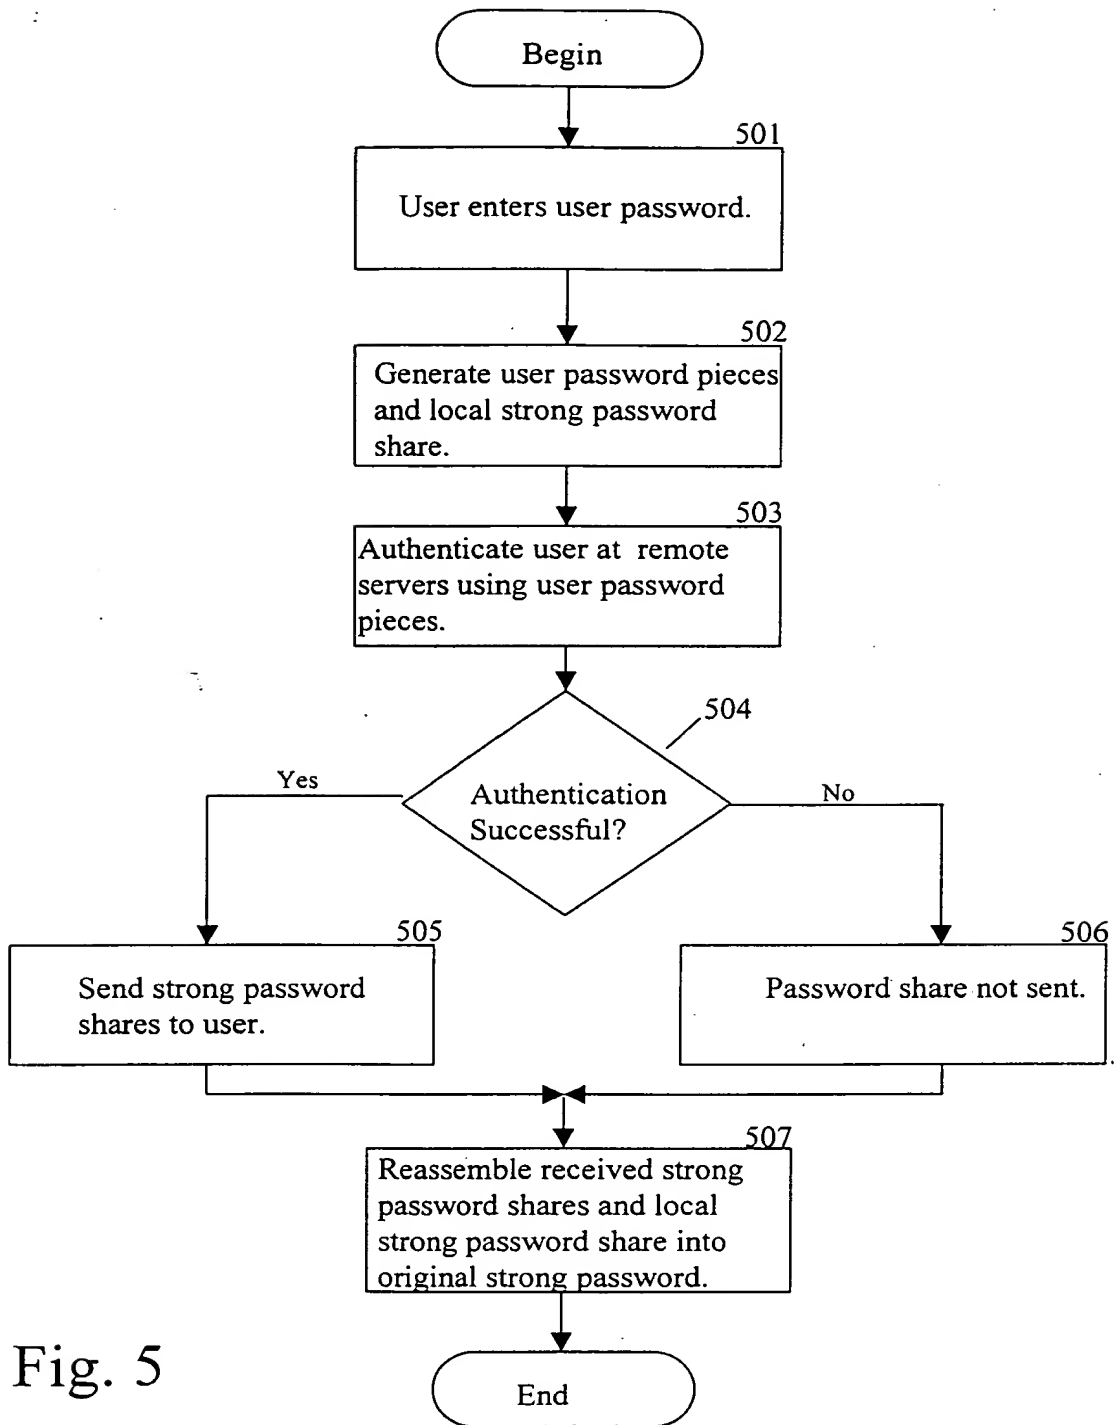 Begin
501
User enters user password.
502
Generate user password pieces
and local strong password
share.
503
Authenticate user at remote
servers using user password
pieces.
504
Authentication
Successful?
Yes
No
505
Send strong password
shares to user.
506
Password share not sent.
507
Reassemble received strong
password shares and local
strong password share into
original strong password.
End
Fig. 5